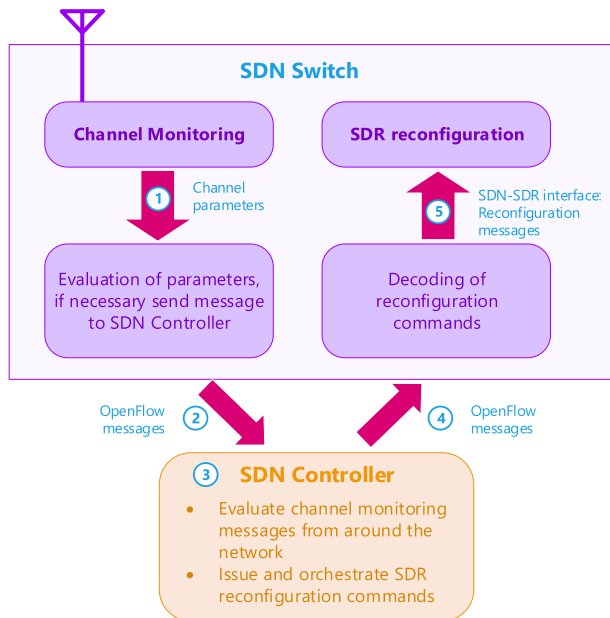 SDN Switch
Channel Monitoring
SDR reconfiguration
1
Channel
parameters
5
SDN-SDR interface:
Reconfiguration
messages
Evaluation of parameters,
if necessary send message
to SDN Controller
Decoding of
reconfiguration
commands
OpenFlow
messages
2
4
OpenFlow
messages
3
SDN Controller
• Evaluate channel monitoring
messages from around the
network
• Issue and orchestrate SDR
reconfiguration commands